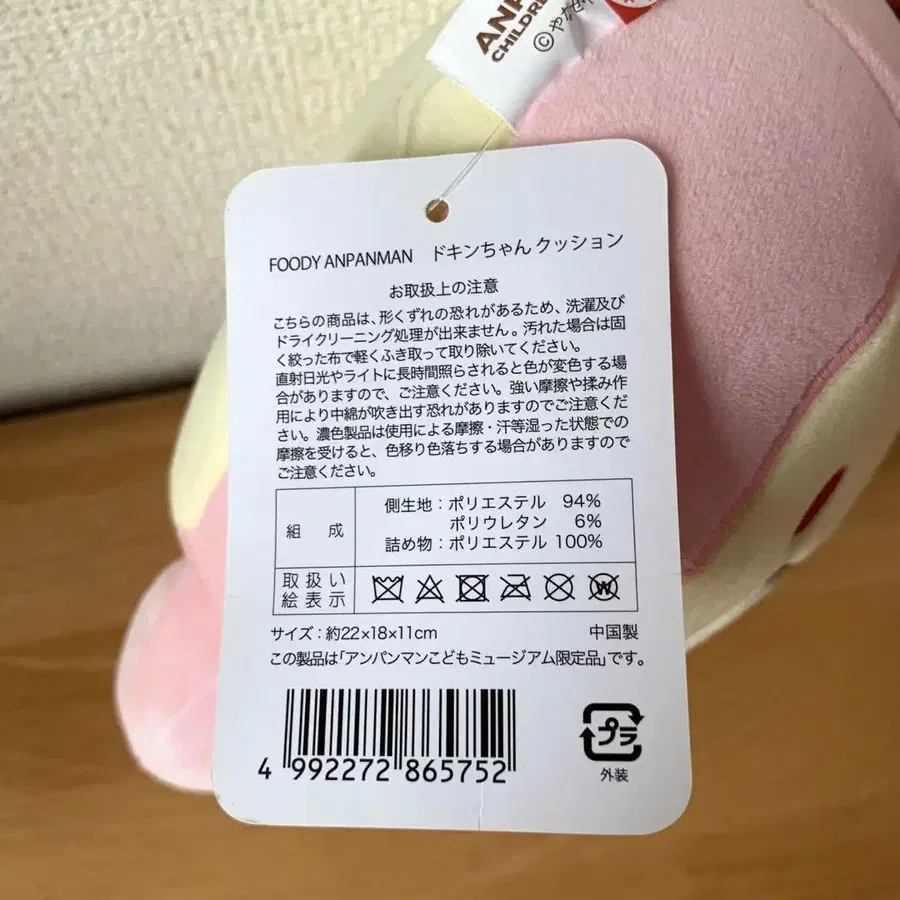 ANP
CHILDRE
©やなせ
FOODY ANPANMAN ドキンちゃん クッション
お取扱上の注意
こちらの商品は、形くずれの恐れがあるため、洗濯及び
ドライクリーニング処理が出来ません。汚れた場合は固
く絞った布で軽くふき取って取り除いてください。
直射日光やライトに長時間照らされると色が変色する場
合がありますので、ご注意ください。強い摩擦や揉み作
用により中綿が吹き出す恐れがありますのでご注意くだ
さい。濃色製品は使用による摩擦・汗等湿った状態での
摩擦を受けると、色移り色落ちする場合がありますので
ご注意ください。
組成
側生地：ポリエステル 94%
ポリウレタン 6%
詰め物：ポリエステル 100%
取扱い
絵表示
W
サイズ：約22×18×11cm 中国製
この製品は「アンパンマンこどもミュージアム限定品」です。
4 992272 865752
プラ
外装